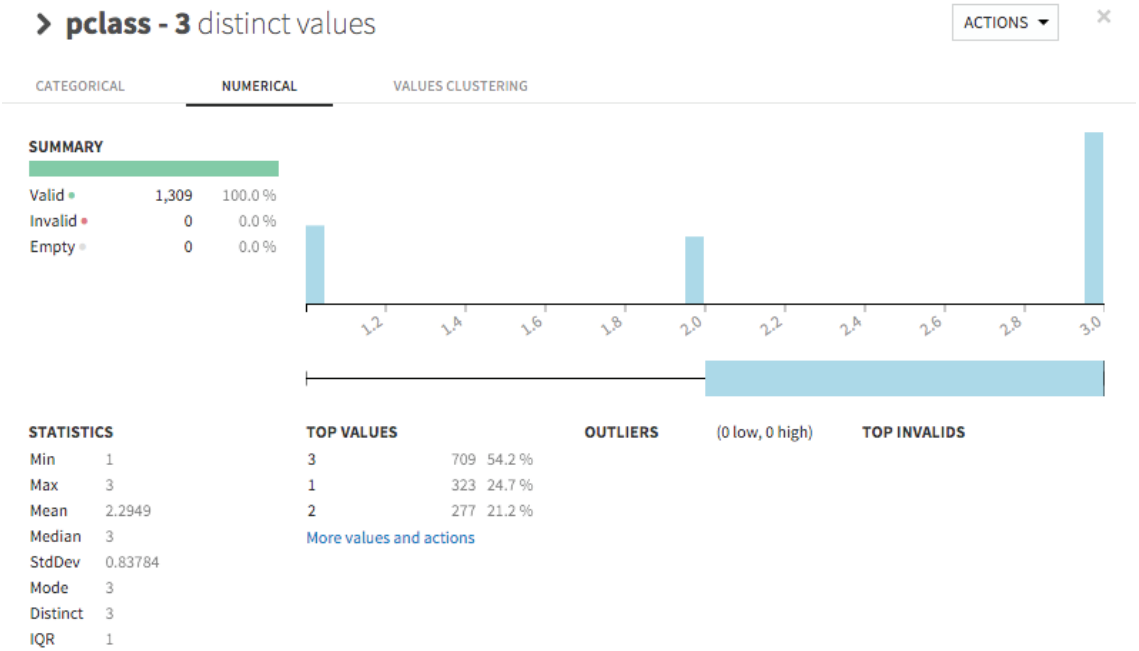 pclass - 3 distinct values
ACTIONS
CATEGORICAL NUMERICAL VALUES CLUSTERING
SUMMARY
Valid 1,309 100.0 %
Invalid 0 0.0 %
Empty 0 0.0 %
1.2 1.4 1.6 1.8 2.0 2.2 2.4 2.6 2.8 3.0
STATISTICS
Min 1
Max 3
Mean 2.2949
Median 3
StdDev 0.83784
Mode 3
Distinct 3
IQR 1
TOP VALUES
3 709 54.2 %
1 323 24.7 %
2 277 21.2 %
More values and actions
OUTLIERS (0 low, 0 high)
TOP INVALIDS